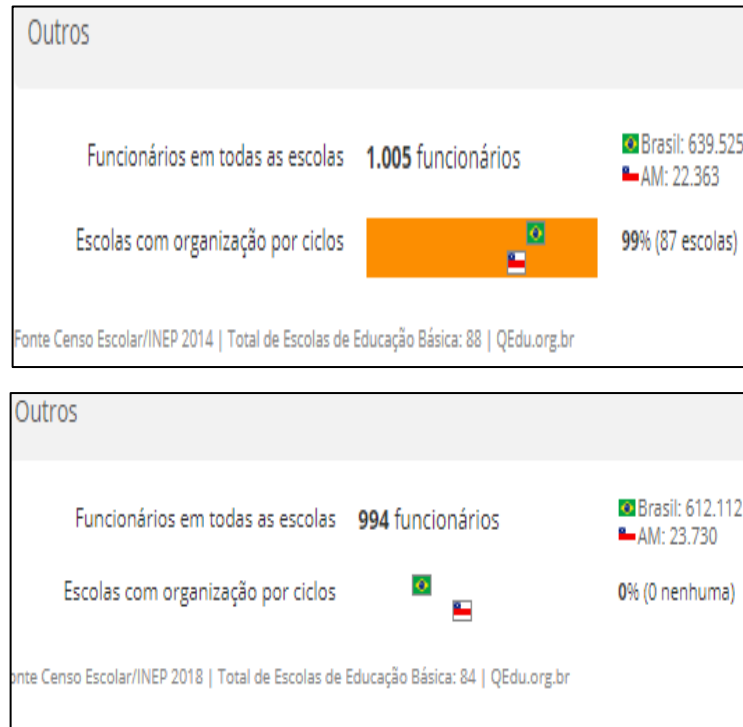 Outros
Funcionários em todas as escolas 1.005 funcionários Brasil: 639.525
AM: 22.363
Escolas com organização por ciclos 99% (87 escolas)
Fonte Censo Escolar/INEP 2014 | Total de Escolas de Educação Básica: 88 | QEdu.org.br
Outros
Funcionários em todas as escolas 994 funcionários Brasil: 612.112
AM: 23.730
Escolas com organização por ciclos 0% (0 nenhuma)
onte Censo Escolar/INEP 2018 | Total de Escolas de Educação Básica: 84 | QEdu.org.br